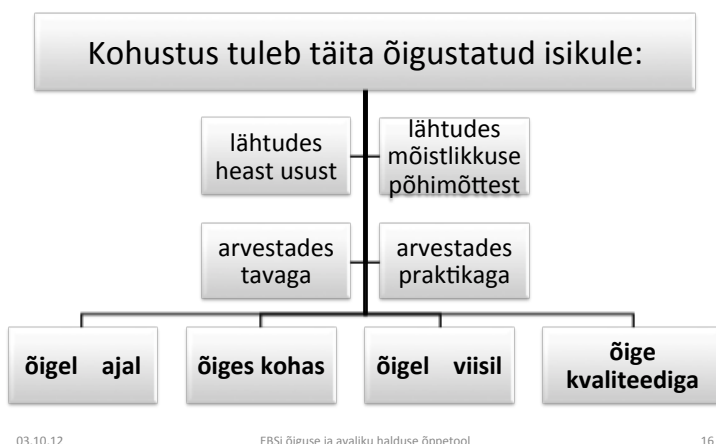 Kohustus tuleb täita õigustatud isikule:
lähtudes
heast usust
lähtudes
mõistlikkuse
põhimõttest
arvestades
tavaga
arvestades
praktikaga
õigel ajal
õiges kohas
õigel viisil
õige
kvaliteediga
03.10.12
EBSi õiguse ja avaliku halduse õppetool
16